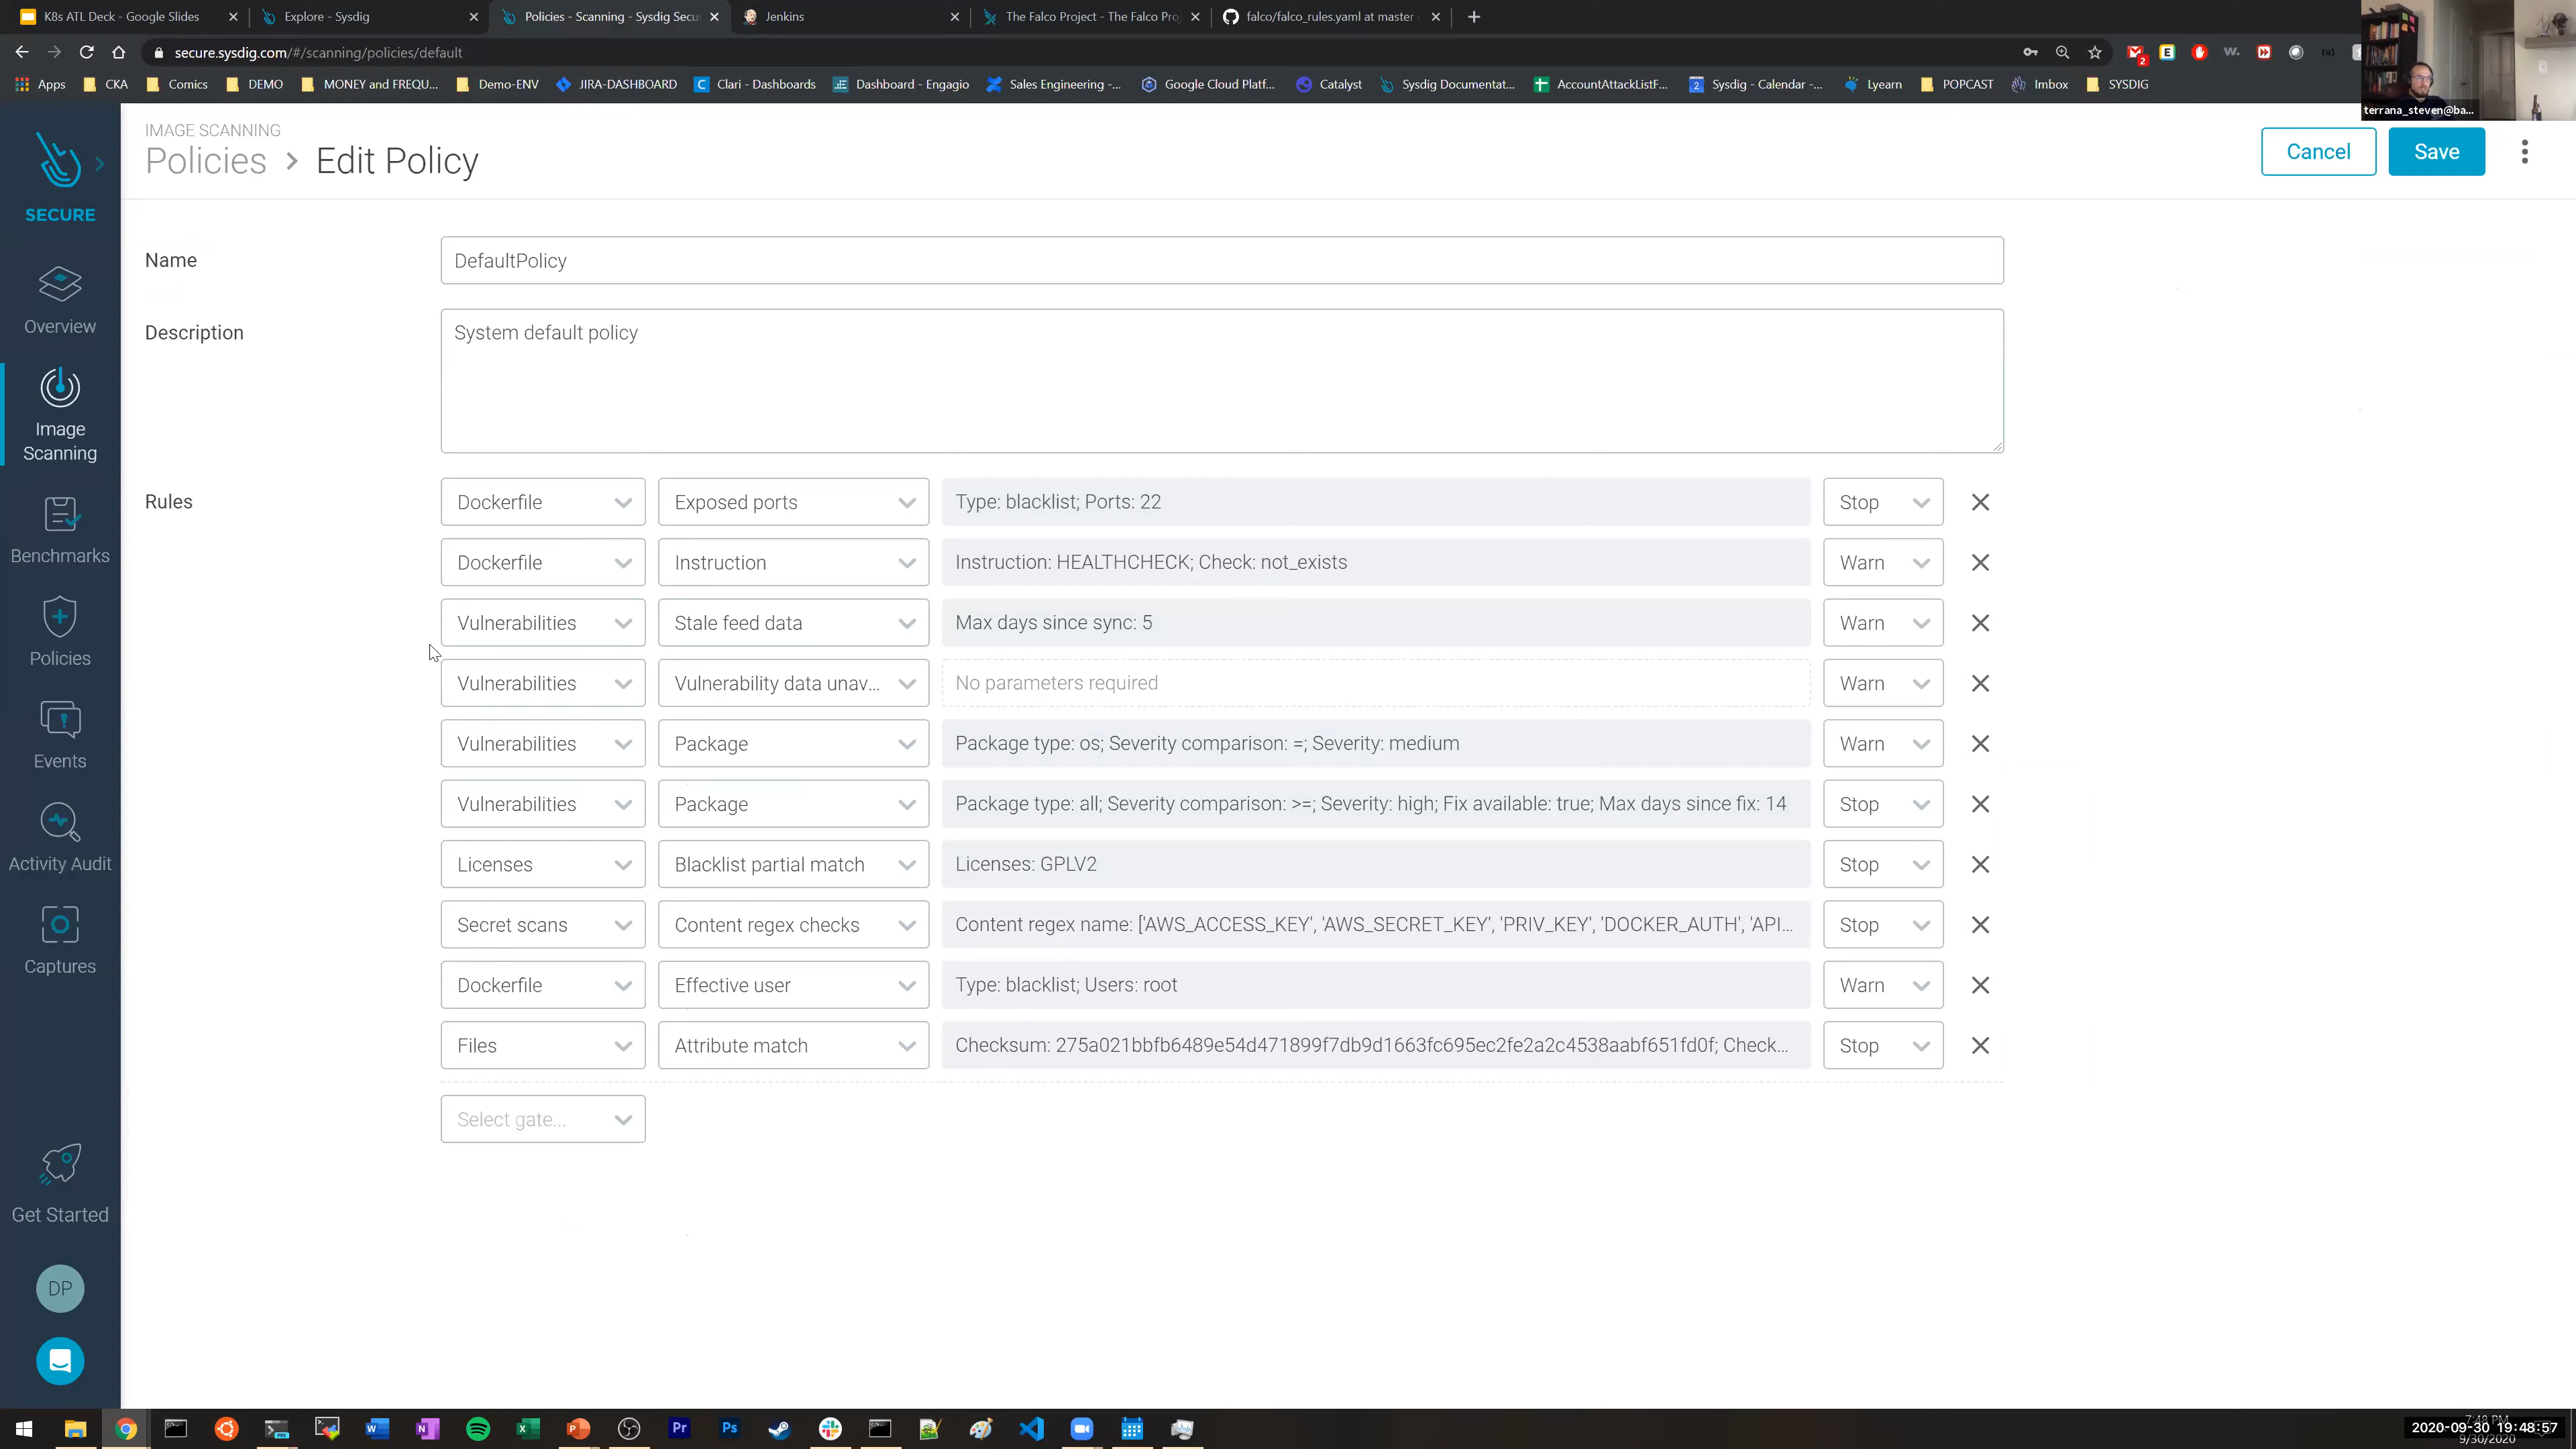 K8s ATL Deck - Google Slides
Explore - Sysdig
Policies - Scanning - Sysdig Secu
Jenkins
The Falco Project - The Falco Pro
falco/falco_rules.yaml at master
secure.sysdig.com/#/scanning/policies/default
Apps
CKA
Comics
DEMO
MONEY and FREQU...
Demo-ENV
JIRA-DASHBOARD
Clari - Dashboards
Dashboard - Engagio
Sales Engineering -...
Google Cloud Platf...
Catalyst
Sysdig Documentat...
AccountAttackListF...
Sysdig - Calendar -...
Lyearn
POPCAST
Imbox
SYSDIG
terrana_steven@ba...
IMAGE SCANNING
Policies > Edit Policy
Cancel
Save
SECURE
Overview
Image
Scanning
Benchmarks
Policies
Events
Activity Audit
Captures
Get Started
DP
Name
DefaultPolicy
Description
System default policy
Rules
Dockerfile Exposed ports Type: blacklist; Ports: 22 Stop
Dockerfile Instruction Instruction: HEALTHCHECK; Check: not_exists Warn
Vulnerabilities Stale feed data Max days since sync: 5 Warn
Vulnerabilities Vulnerability data unav... No parameters required Warn
Vulnerabilities Package Package type: os; Severity comparison: =; Severity: medium Warn
Vulnerabilities Package Package type: all; Severity comparison: >=; Severity: high; Fix available: true; Max days since fix: 14 Stop
Licenses Blacklist partial match Licenses: GPLV2 Stop
Secret scans Content regex checks Content regex name: ['AWS_ACCESS_KEY', 'AWS_SECRET_KEY', 'PRIV_KEY', 'DOCKER_AUTH', 'API... Stop
Dockerfile Effective user Type: blacklist; Users: root Warn
Files Attribute match Checksum: 275a021bbfb6489e54d471899f7db9d1663fc695ec2fe2a2c4538aabf651fd0f; Check... Stop
Select gate...
7:48 PM
2020-09-30 19:48:57
9/30/2020